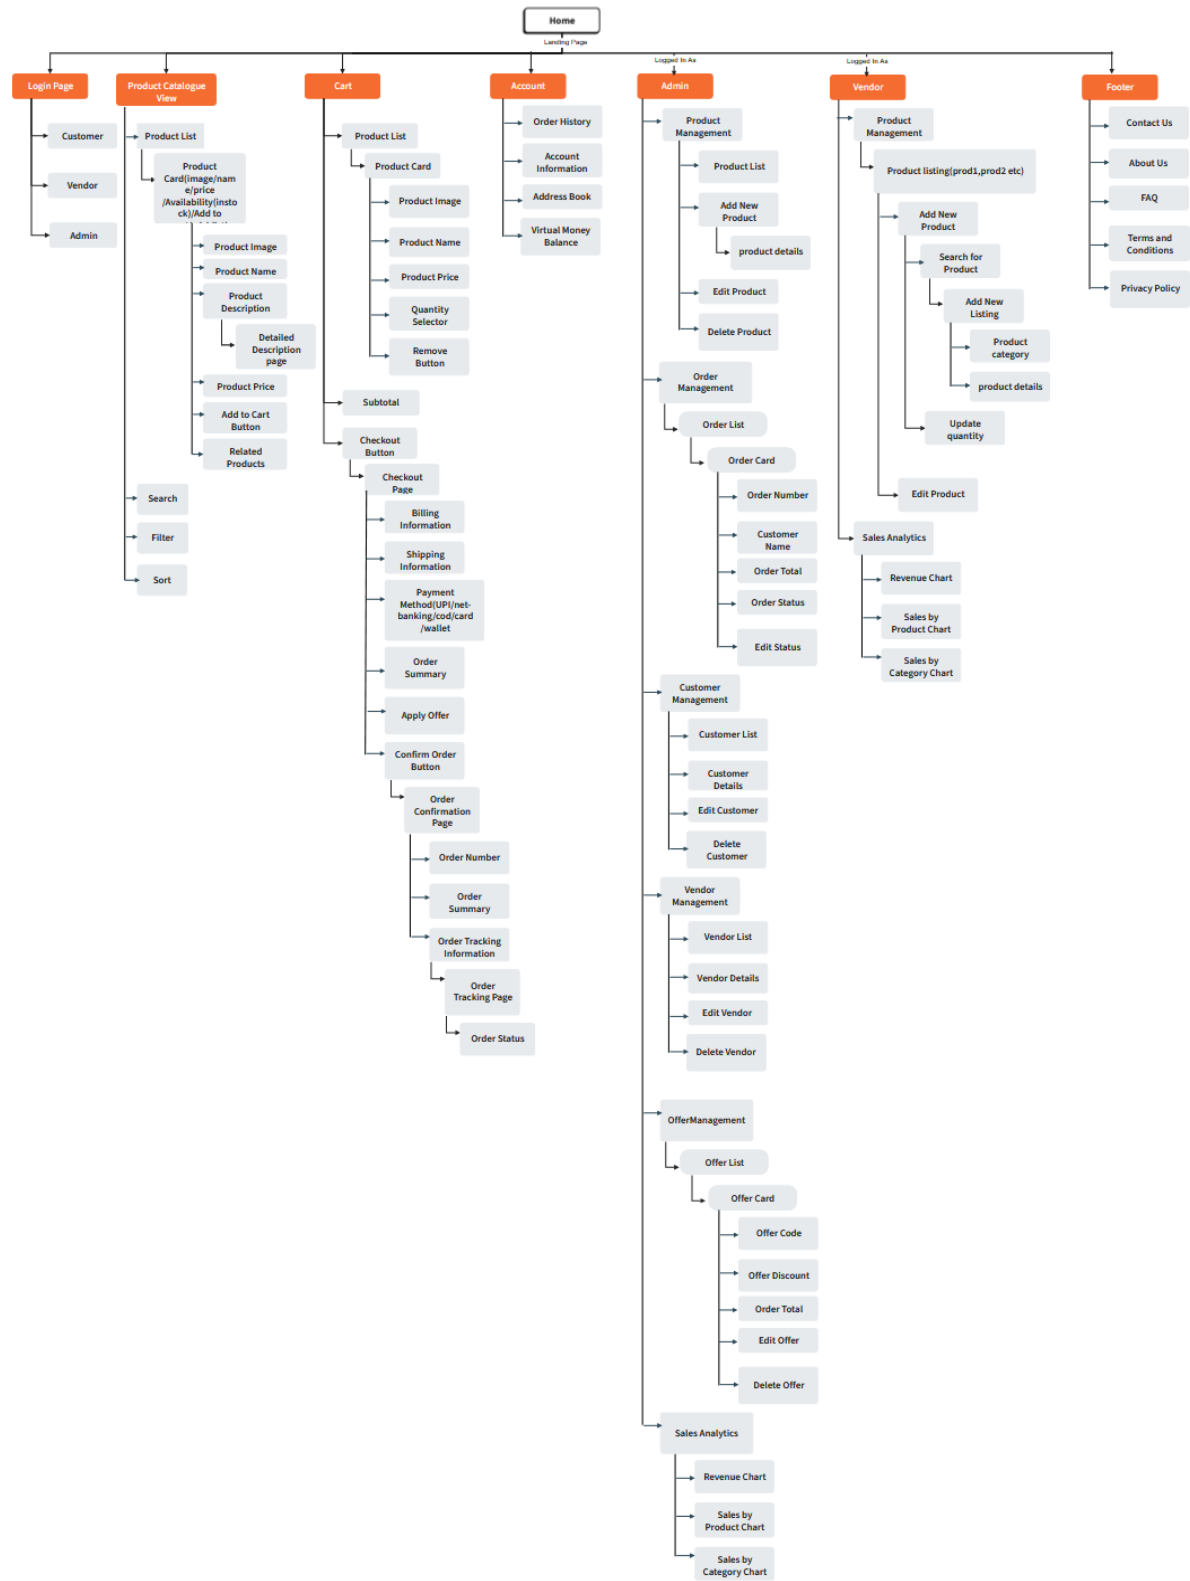 Home
Landing Page
Logged In As
Logged In As
Login Page
Customer
Vendor
Admin
Product Catalogue
View
Product List
Product
Card(image/nam
e/price
/Availability(insto
ck)/Add to
Product Image
Product Name
Product
Description
Detailed
Description
page
Product Price
Add to Cart
Button
Related
Products
Search
Filter
Sort
Cart
Product List
Product Card
Product Image
Product Name
Product Price
Quantity
Selector
Remove
Button
Subtotal
Checkout
Button
Checkout
Page
Billing
Information
Shipping
Information
Payment
Method(UPI/net-
banking/cod/card
/wallet
Order
Summary
Apply Offer
Confirm Order
Button
Order
Confirmation
Page
Order Number
Order
Summary
Order Tracking
Information
Order
Tracking Page
Order Status
Account
Order History
Account
Information
Address Book
Virtual Money
Balance
Admin
Product
Management
Product List
Add New
Product
product details
Edit Product
Delete Product
Order
Management
Order List
Order Card
Order Number
Customer
Name
Order Total
Order Status
Edit Status
Customer
Management
Customer List
Customer
Details
Edit Customer
Delete
Customer
Vendor
Management
Vendor List
Vendor Details
Edit Vendor
Delete Vendor
OfferManagement
Offer List
Offer Card
Offer Code
Offer Discount
Order Total
Edit Offer
Delete Offer
Sales Analytics
Revenue Chart
Sales by
Product Chart
Sales by
Category Chart
Vendor
Product
Management
Product listing(prod1,prod2 etc)
Add New
Product
Search for
Product
Add New
Listing
Product
category
product details
Update
quantity
Edit Product
Sales Analytics
Revenue Chart
Sales by
Product Chart
Sales by
Category Chart
Footer
Contact Us
About Us
FAQ
Terms and
Conditions
Privacy Policy